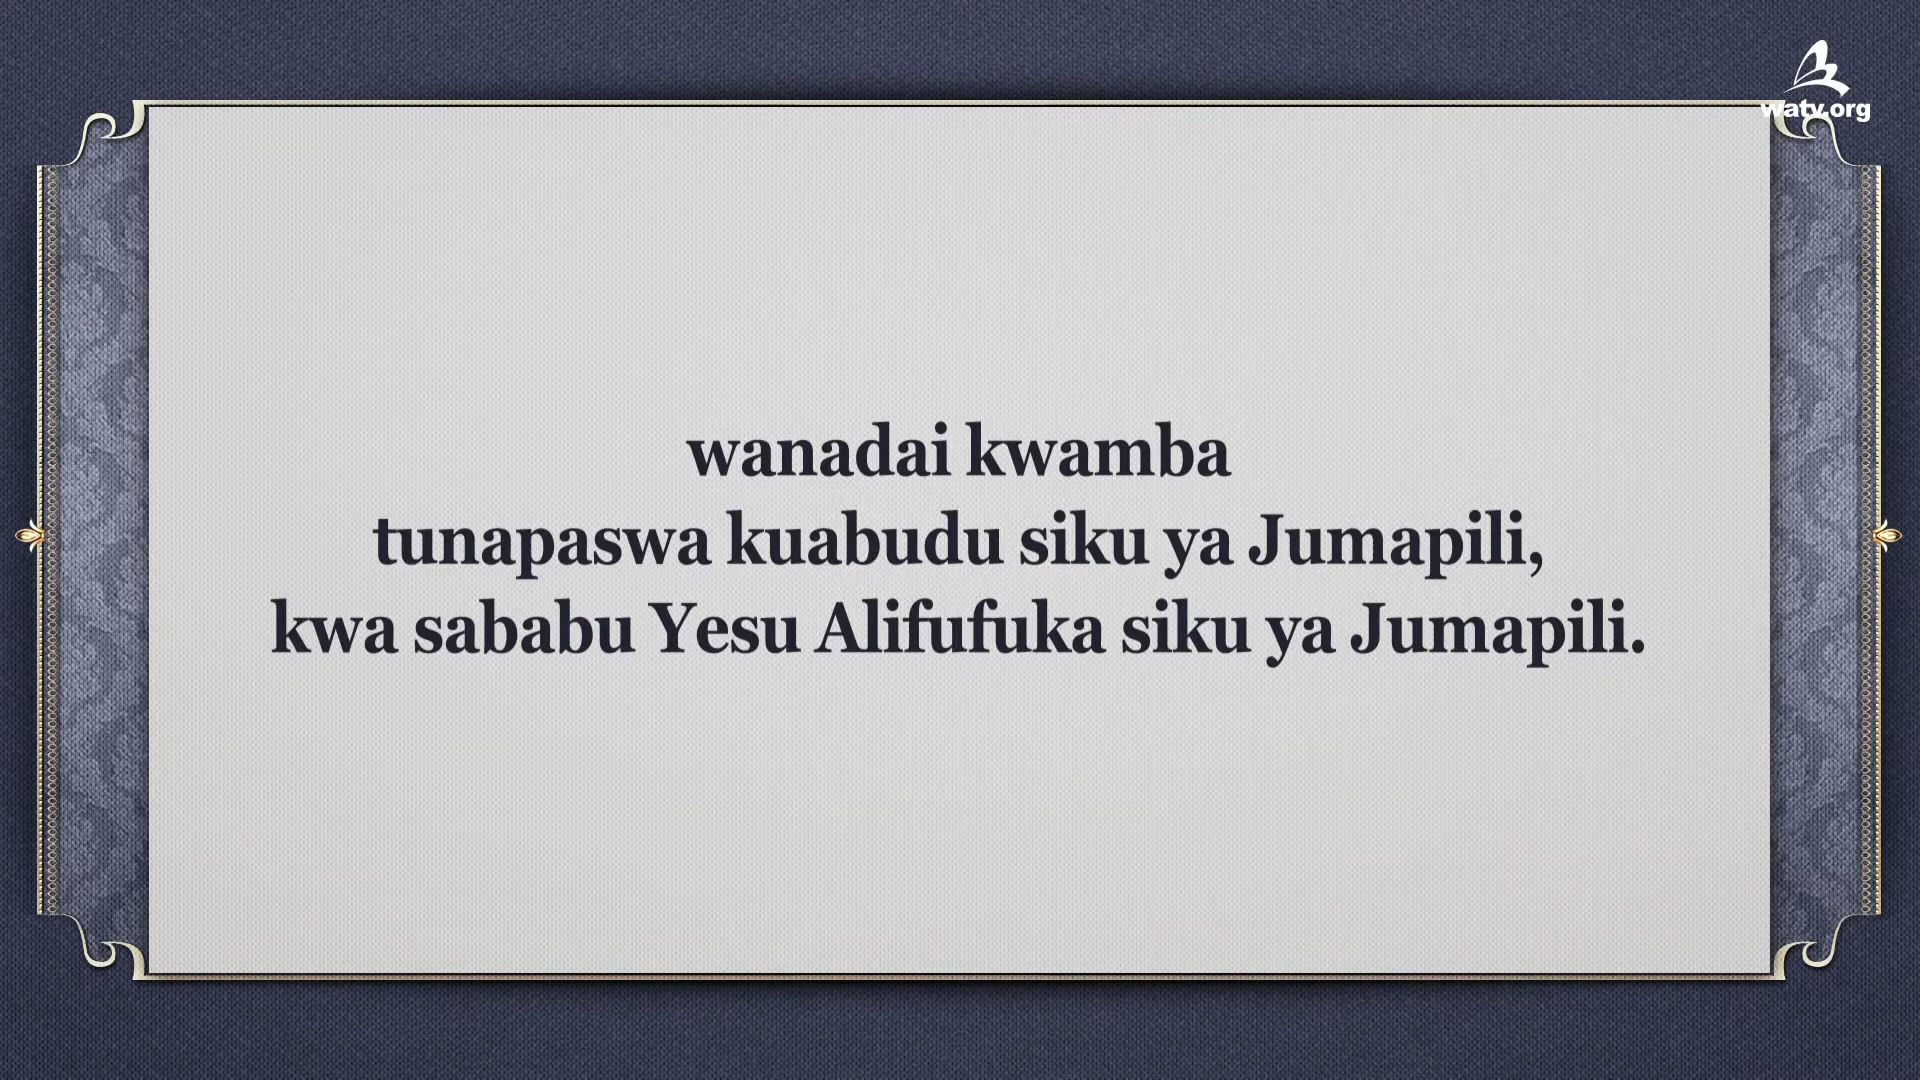 watv.org
wanadai kwamba
tunapaswa kuabudu siku ya Jumapili,
kwa sababu Yesu Alifufuka siku ya Jumapili.